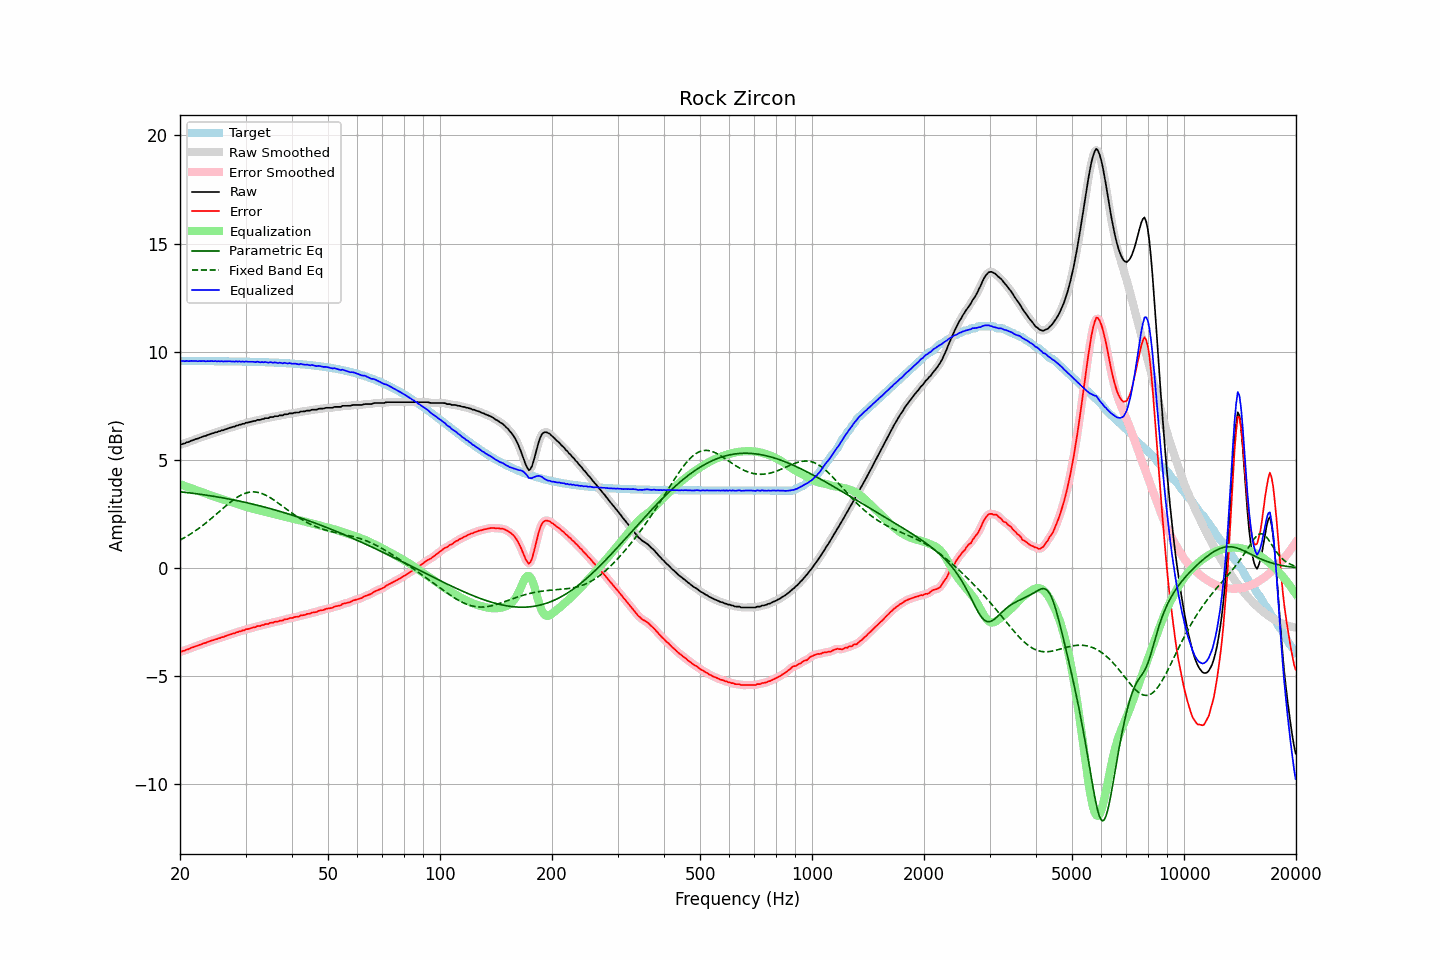 Rock Zircon
Target
Raw Smoothed
Error Smoothed
Raw
Error
Equalization
Parametric Eq
Fixed Band Eq
Equalized
Amplitude (dBr)
20
15
10
5
0
−5
−10
20
50
100
200
500
1000
2000
5000
10000
20000
Frequency (Hz)